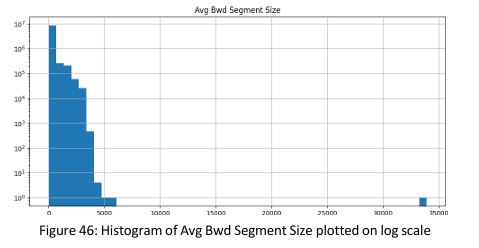 Avg Bwd Segment Size
10⁷
10⁶
10⁵
10⁴
10³
10²
10¹
10⁰
0 5000 10000 15000 20000 25000 30000 35000
Figure 46: Histogram of Avg Bwd Segment Size plotted on log scale